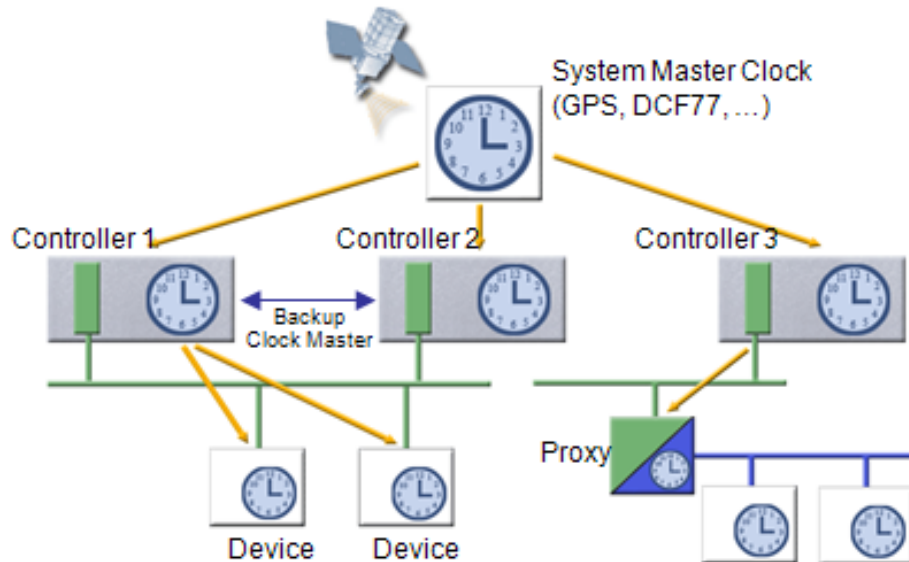 System Master Clock
(GPS, DCF77, ...)
Controller 1
Controller 2
Controller 3
Backup
Clock Master
Proxy
Device
Device